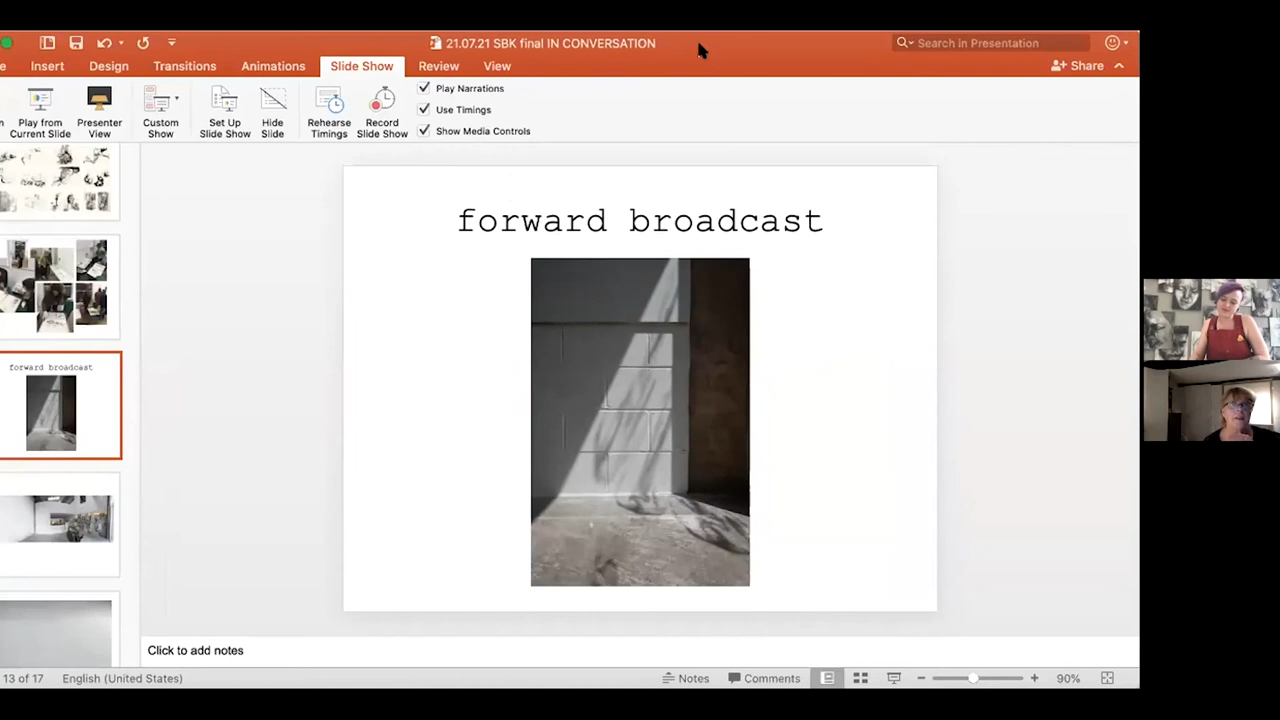 21.07.21 SBK final IN CONVERSATION
Search in Presentation
Insert Design Transitions Animations Slide Show Review View
Share
Play from Current Slide
Presenter View
Custom Show
Set Up Slide Show
Hide Slide
Rehearse Timings
Record Slide Show
Play Narrations
Use Timings
Show Media Controls
forward broadcast
forward broadcast
Click to add notes
13 of 17 English (United States) Notes Comments 90%